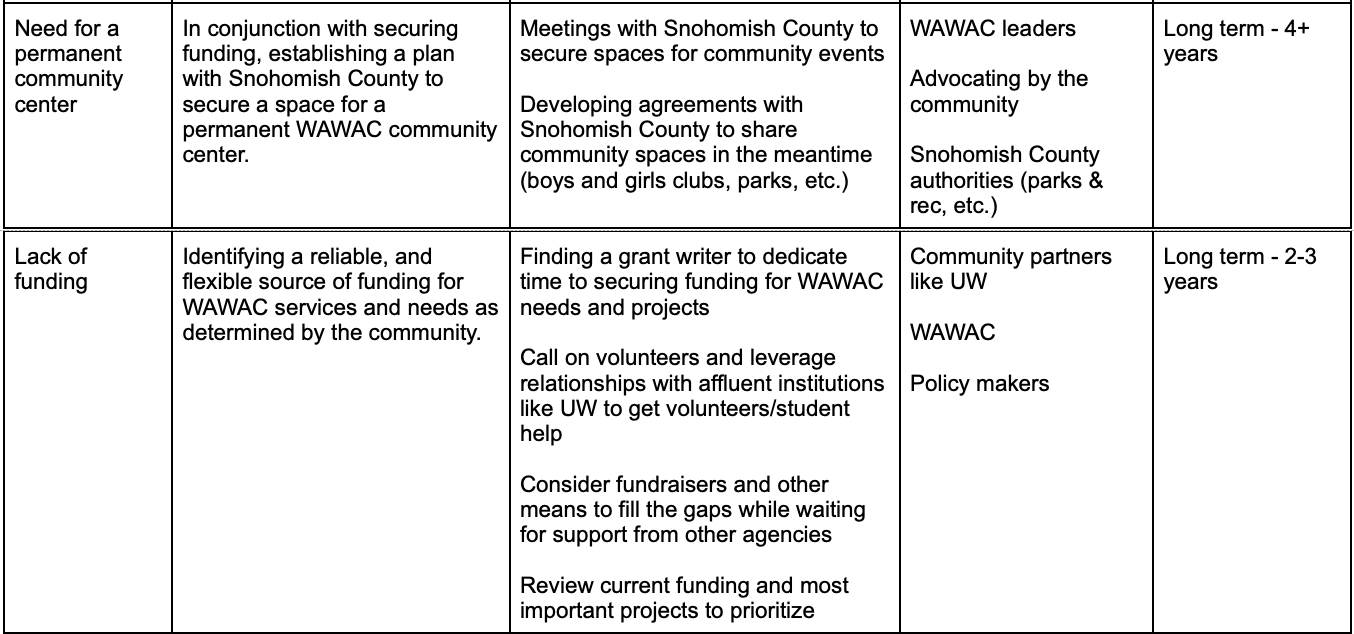 Need for a
permanent
community
center
In conjunction with securing
funding, establishing a plan
with Snohomish County to
secure a space for a
permanent WAWAC community
center.
Meetings with Snohomish County to
secure spaces for community events
Developing agreements with
Snohomish County to share
community spaces in the meantime
(boys and girls clubs, parks, etc.)
WAWAC leaders
Advocating by the
community
Snohomish County
authorities (parks &
rec, etc.)
Long term - 4+
years
Lack of
funding
Identifying a reliable, and
flexible source of funding for
WAWAC services and needs as
determined by the community.
Finding a grant writer to dedicate
time to securing funding for WAWAC
needs and projects
Call on volunteers and leverage
relationships with affluent institutions
like UW to get volunteers/student
help
Consider fundraisers and other
means to fill the gaps while waiting
for support from other agencies
Review current funding and most
important projects to prioritize
Community partners
like UW
WAWAC
Policy makers
Long term - 2-3
years